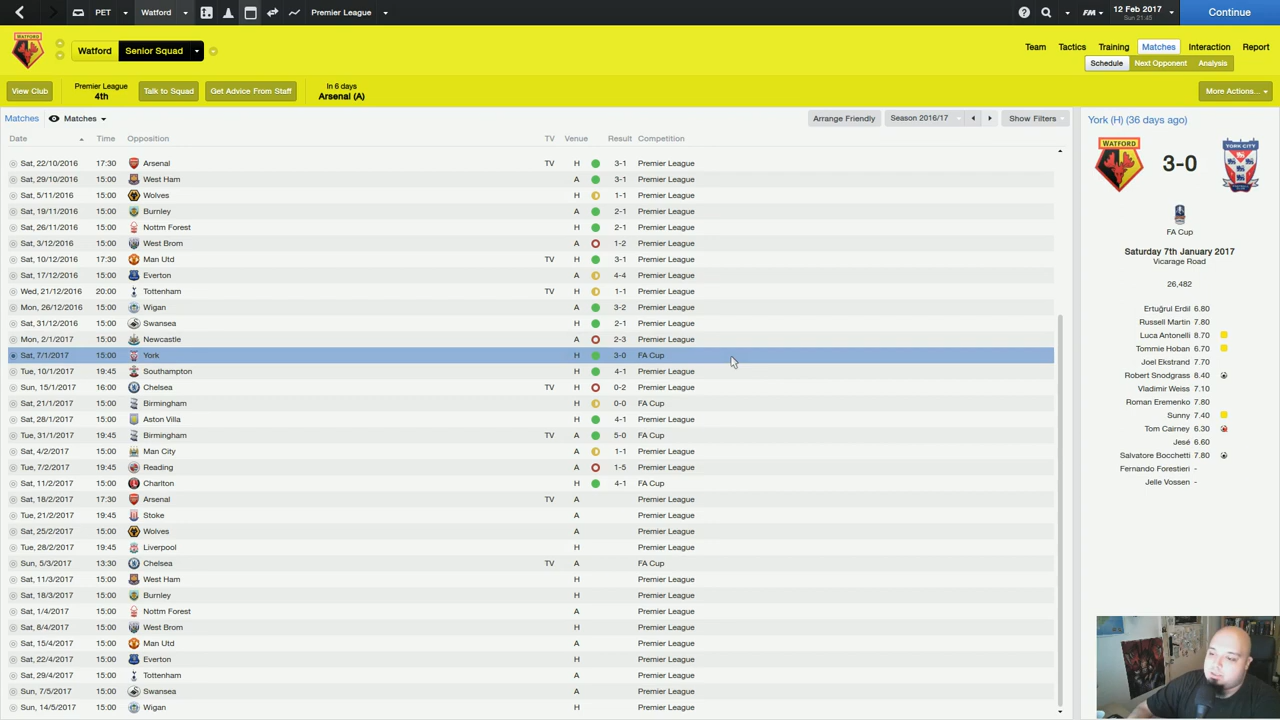 PET Watford Premier League FM 12 Feb 2017 Sun 21:45 Continue
WATFORD Watford Senior Squad Team Tactics Training Matches Interaction Report
Schedule Next Opponent Analysis
View Club Premier League 4th Talk to Squad Get Advice From Staff In 6 days Arsenal (A) More Actions...
Matches Matches Arrange Friendly Season 2016/17 Show Filters
Date Time Opposition TV Venue Result Competition
Sat, 22/10/2016 17:30 Arsenal TV H 3-1 Premier League
Sat, 29/10/2016 15:00 West Ham A 3-1 Premier League
Sat, 5/11/2016 15:00 Wolves H 1-1 Premier League
Sat, 19/11/2016 15:00 Burnley A 2-1 Premier League
Sat, 26/11/2016 15:00 Nottm Forest H 2-1 Premier League
Sat, 3/12/2016 15:00 West Brom A 1-2 Premier League
Sat, 10/12/2016 17:30 Man Utd TV H 3-1 Premier League
Sat, 17/12/2016 15:00 Everton A 4-4 Premier League
Wed, 21/12/2016 20:00 Tottenham TV H 1-1 Premier League
Mon, 26/12/2016 15:00 Wigan A 3-2 Premier League
Sat, 31/12/2016 15:00 Swansea H 2-1 Premier League
Mon, 2/1/2017 15:00 Newcastle A 2-3 Premier League
Sat, 7/1/2017 15:00 York H 3-0 FA Cup
Tue, 10/1/2017 19:45 Southampton H 4-1 Premier League
Sun, 15/1/2017 16:00 Chelsea TV H 0-2 Premier League
Sat, 21/1/2017 15:00 Birmingham H 0-0 FA Cup
Sat, 28/1/2017 15:00 Aston Villa H 4-1 Premier League
Tue, 31/1/2017 19:45 Birmingham TV A 5-0 FA Cup
Sat, 4/2/2017 15:00 Man City A 1-1 Premier League
Tue, 7/2/2017 19:45 Reading A 1-5 Premier League
Sat, 11/2/2017 15:00 Charlton H 4-1 FA Cup
Sat, 18/2/2017 17:30 Arsenal TV A Premier League
Tue, 21/2/2017 19:45 Stoke A Premier League
Sat, 25/2/2017 15:00 Wolves A Premier League
Tue, 28/2/2017 19:45 Liverpool H Premier League
Sun, 5/3/2017 13:30 Chelsea TV A FA Cup
Sat, 11/3/2017 15:00 West Ham H Premier League
Sat, 18/3/2017 15:00 Burnley H Premier League
Sat, 1/4/2017 15:00 Nottm Forest A Premier League
Sat, 8/4/2017 15:00 West Brom H Premier League
Sat, 15/4/2017 15:00 Man Utd A Premier League
Sat, 22/4/2017 15:00 Everton H Premier League
Sat, 29/4/2017 15:00 Tottenham A Premier League
Sun, 7/5/2017 15:00 Swansea A Premier League
Sun, 14/5/2017 15:00 Wigan H Premier League
York (H) (36 days ago)
WATFORD 3-0 YORK CITY
FA Cup
Saturday 7th January 2017
Vicarage Road
26,482
Ertuğrul Erdil 6.80
Russell Martin 7.80
Luca Antonelli 8.70
Tommie Hoban 6.70
Joel Ekstrand 7.70
Robert Snodgrass 8.40
Vladimir Weiss 7.10
Roman Eremenko 7.80
Sunny 7.40
Tom Cairney 6.30
Jesé 6.60
Salvatore Bocchetti 7.80
Fernando Forestieri -
Jelle Vossen -